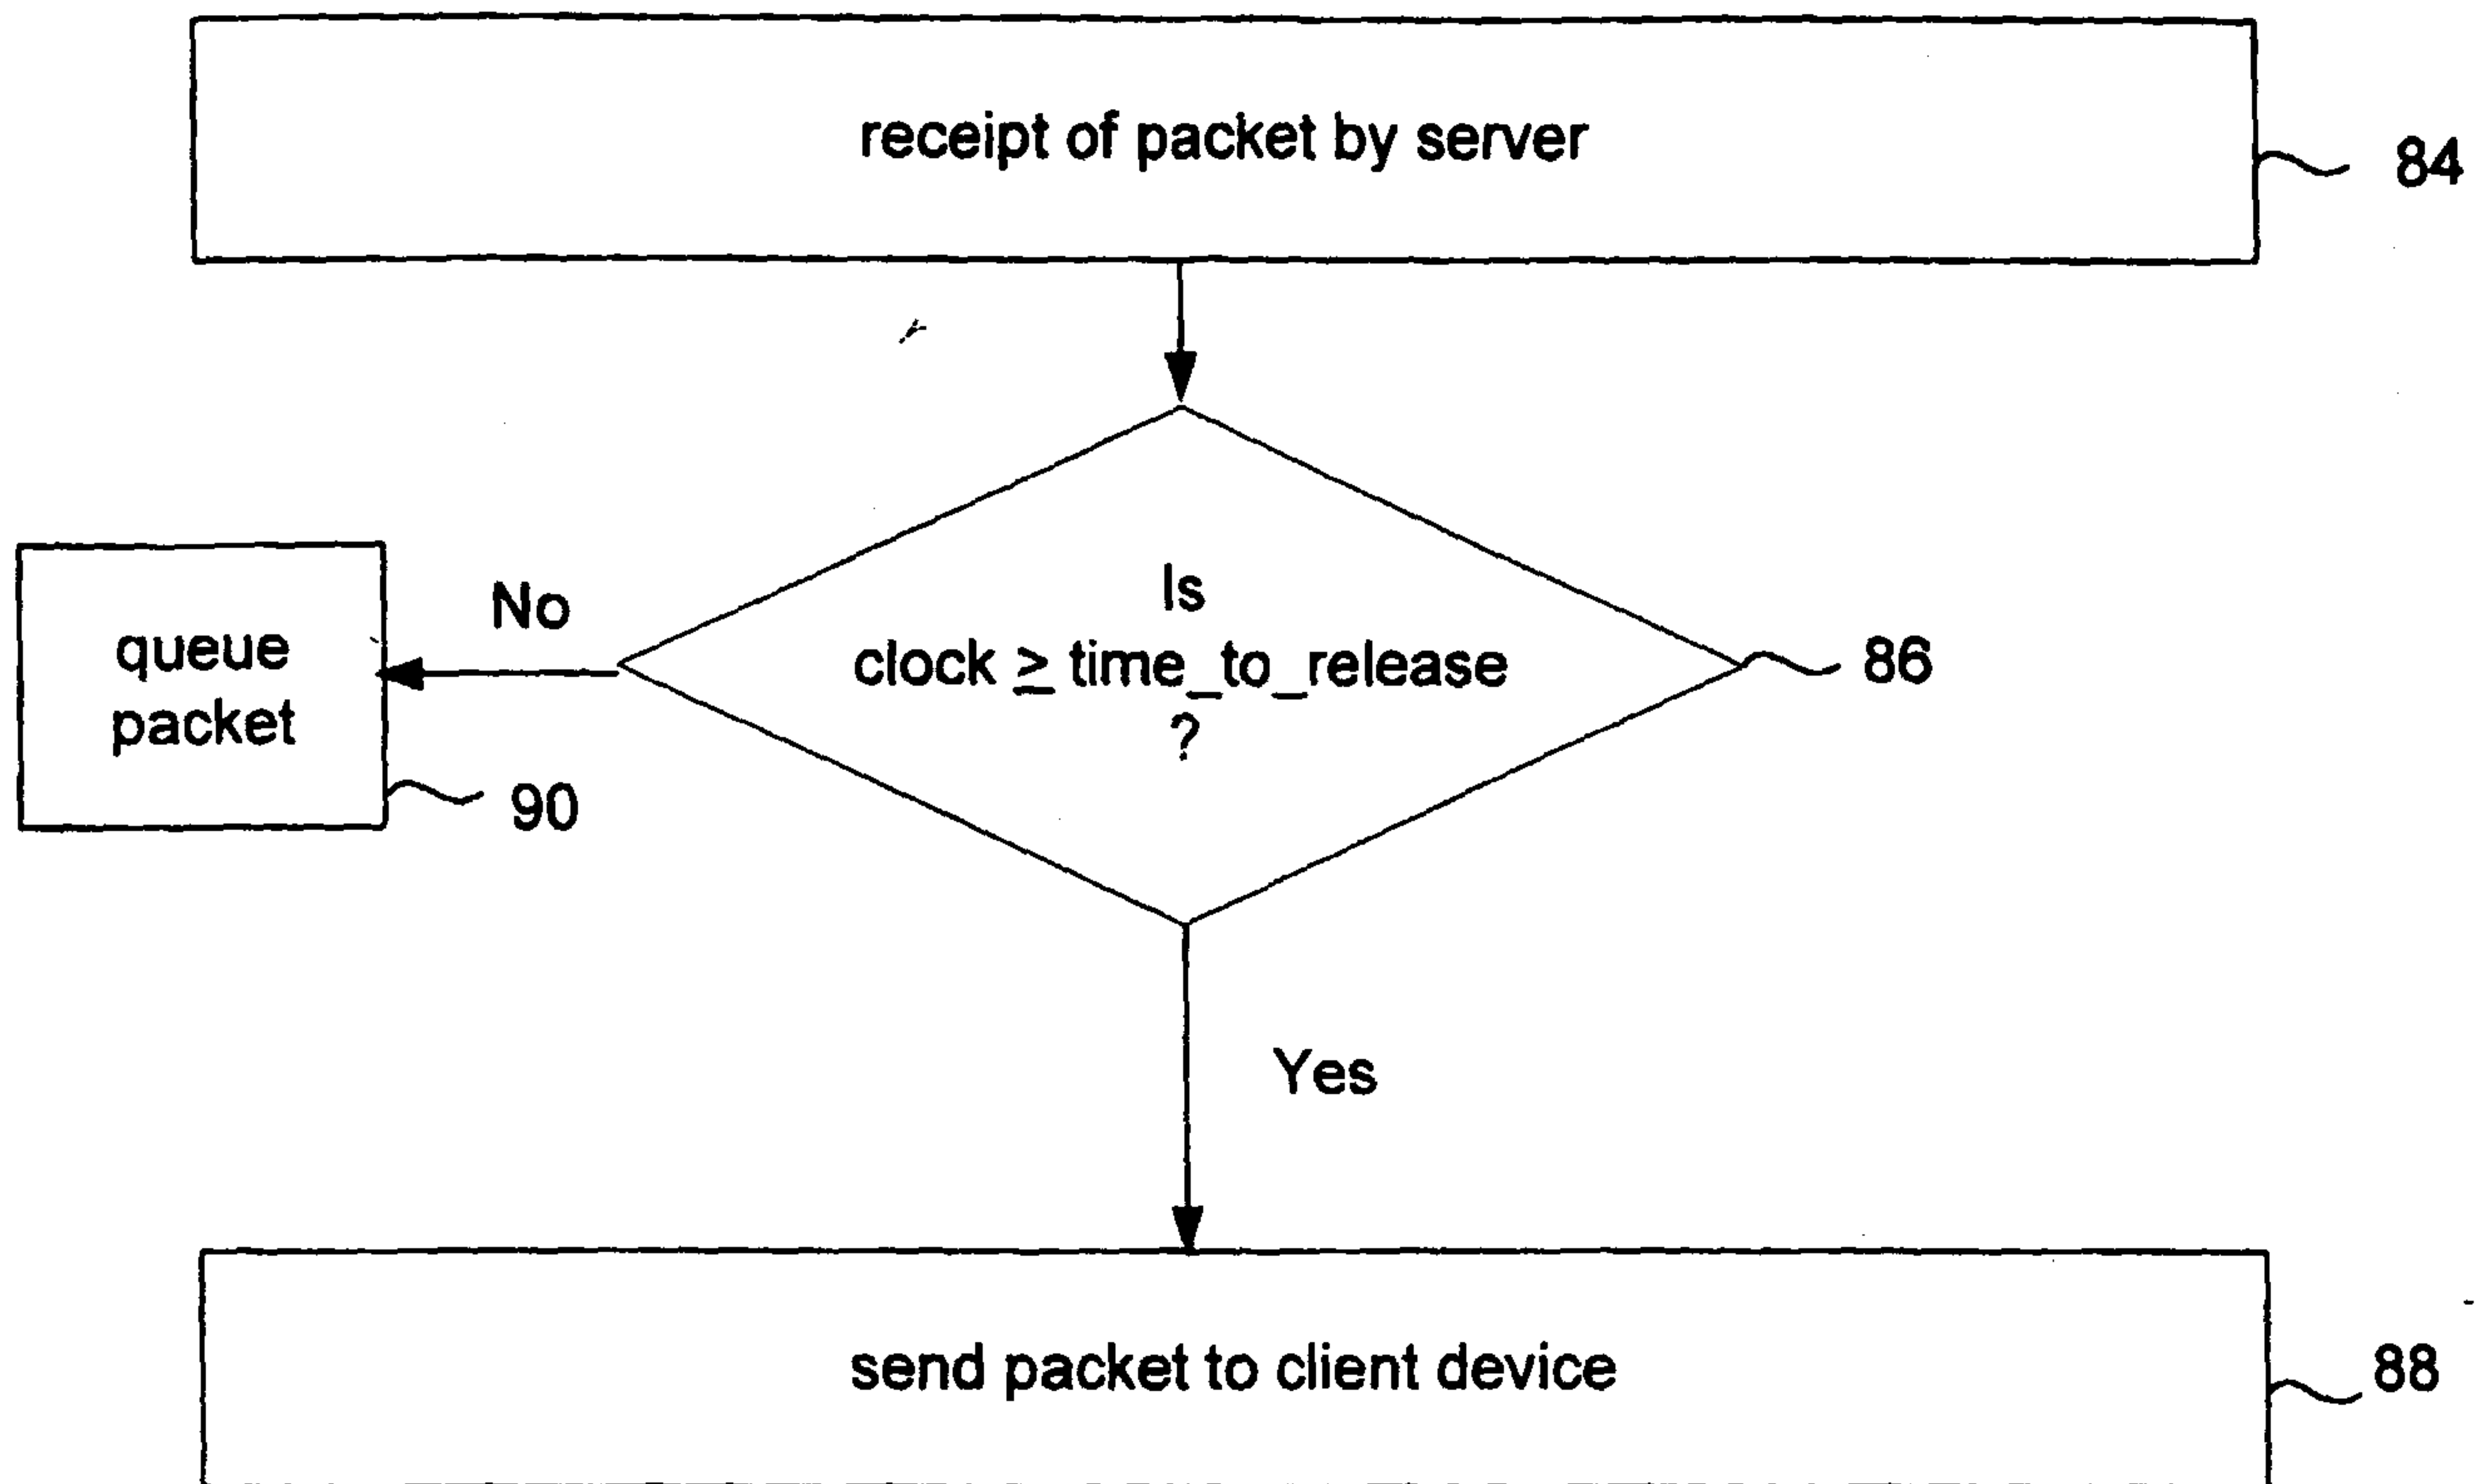 receipt of packet by server
84
Is
clock ≥ time_to_release
?
86
No
queue
packet
90
Yes
send packet to client device
88